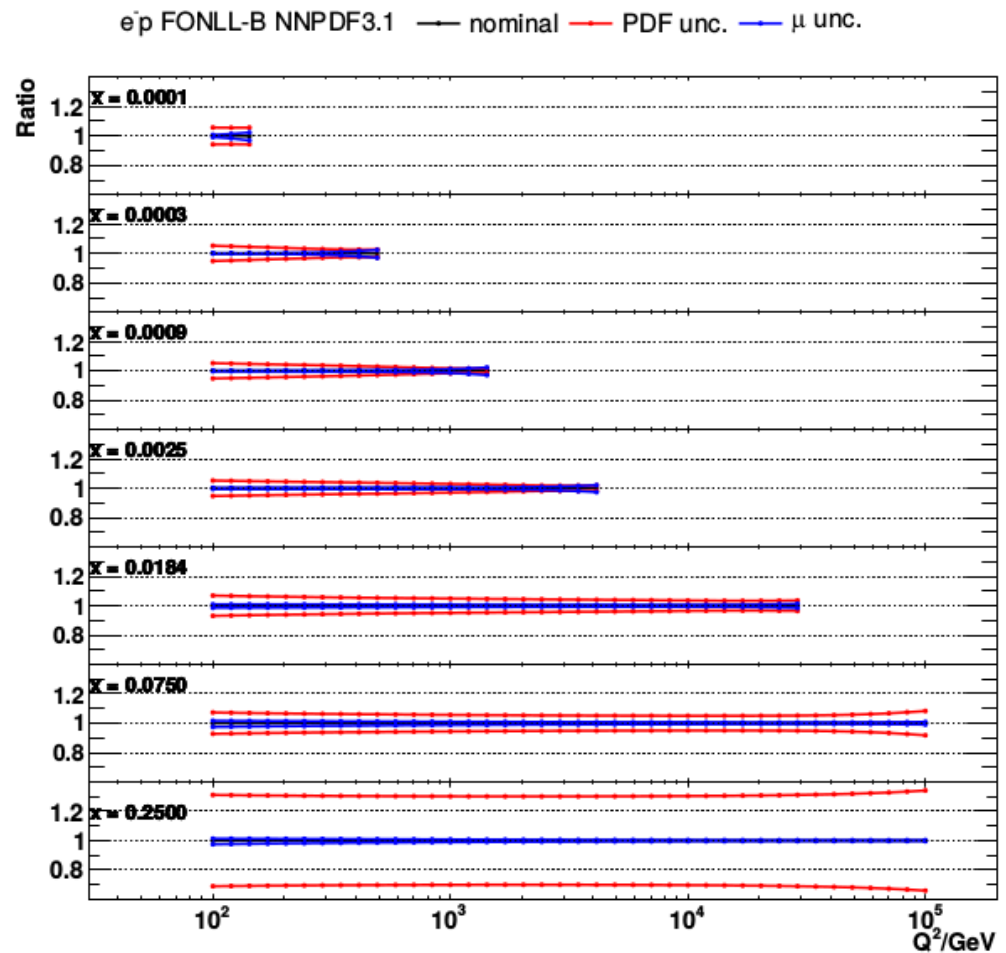 e⁻p FONLL-B NNPDF3.1 nominal PDF unc. μ unc.
Ratio
x = 0.0001
1.2
1
0.8
x = 0.0003
1.2
1
0.8
x = 0.0009
1.2
1
0.8
x = 0.0025
1.2
1
0.8
x = 0.0184
1.2
1
0.8
x = 0.0750
1.2
1
0.8
x = 0.2500
1.2
1
0.8
10² 10³ 10⁴ 10⁵
Q²/GeV